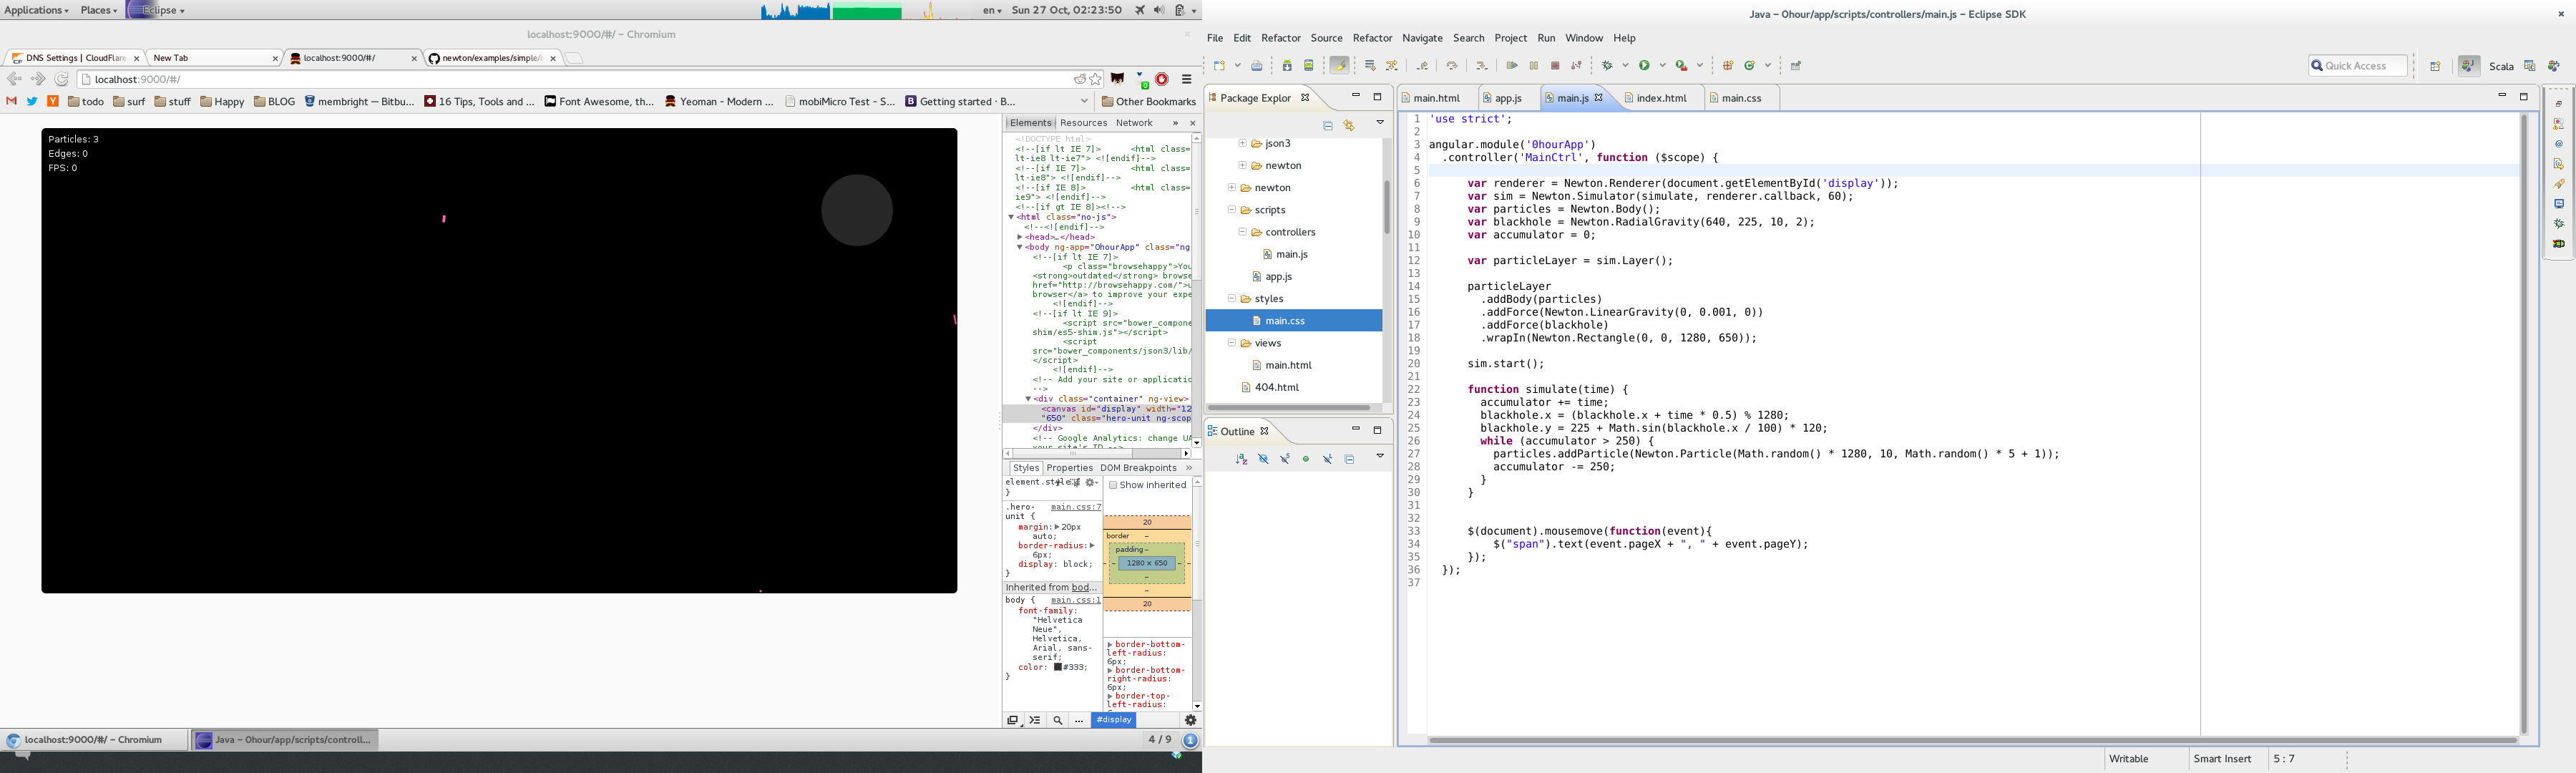 Applications
Places
Eclipse
en
Sun 27 Oct, 02:23:50
localhost:9000/#/ – Chromium
DNS Settings | CloudFlare
New Tab
localhost:9000/#/
newton/examples/simple/
localhost:9000/#/
todo
surf
stuff
Happy
BLOG
membright — Bitbu...
16 Tips, Tools and ...
Font Awesome, th...
Yeoman - Modern ...
mobiMicro Test - S...
Getting started · B...
Other Bookmarks
Particles: 3
Edges: 0
FPS: 0
Elements
Resources
Network
»
<!DOCTYPE html>
<!--[if lt IE 7]> <html class=
lt-ie8 lt-ie7"> <![endif]-->
<!--[if IE 7]> <html class=
lt-ie8"> <![endif]-->
<!--[if IE 8]> <html class=
ie9"> <![endif]-->
<!--[if gt IE 8]><!-->
<html class="no-js">
<!--<![endif]-->
<head>…</head>
<body ng-app="0hourApp" class="ng
<!--[if lt IE 7]>
<p class="browsehappy">You
<strong>outdated</strong> browse
href="http://browsehappy.com/">u
browser</a> to improve your expe
<![endif]-->
<!--[if lt IE 9]>
<script src="bower_compone
shim/es5-shim.js"></script>
<script
src="bower_components/json3/lib/
</script>
<![endif]-->
<!-- Add your site or applicatio
-->
<div class="container" ng-view>
<canvas id="display" width="12
"650" class="hero-unit ng-scop
</div>
<!-- Google Analytics: change UA
your site's ID -->
Styles
Properties
DOM Breakpoints
»
element.style
}
Show inherited
.hero-
main.css:7
unit {
margin: 20px
auto;
border-radius:
6px;
display: block;
}
Inherited from bod...
body {
main.css:1
font-family:
"Helvetica
Neue",
Helvetica,
Arial, sans-
serif;
color: #333;
}
20
border –
padding –
1280 × 650
–
–
20
border-bottom-
left-radius:
6px;
border-bottom-
right-radius:
6px;
border-top-
left-radius:
#display
localhost:9000/#/ – Chromium
Java – 0hour/app/scripts/controll...
4 / 9
1
Java – 0hour/app/scripts/controllers/main.js – Eclipse SDK
File Edit Refactor Source Refactor Navigate Search Project Run Window Help
Quick Access
Scala
Package Explor
json3
newton
newton
scripts
controllers
main.js
app.js
styles
main.css
views
main.html
404.html
Outline
main.html
app.js
main.js
index.html
main.css
1 'use strict';
2
3 angular.module('0hourApp')
4 .controller('MainCtrl', function ($scope) {
5
6 var renderer = Newton.Renderer(document.getElementById('display'));
7 var sim = Newton.Simulator(simulate, renderer.callback, 60);
8 var particles = Newton.Body();
9 var blackhole = Newton.RadialGravity(640, 225, 10, 2);
10 var accumulator = 0;
11
12 var particleLayer = sim.Layer();
13
14 particleLayer
15 .addBody(particles)
16 .addForce(Newton.LinearGravity(0, 0.001, 0))
17 .addForce(blackhole)
18 .wrapIn(Newton.Rectangle(0, 0, 1280, 650));
19
20 sim.start();
21
22 function simulate(time) {
23 accumulator += time;
24 blackhole.x = (blackhole.x + time * 0.5) % 1280;
25 blackhole.y = 225 + Math.sin(blackhole.x / 100) * 120;
26 while (accumulator > 250) {
27 particles.addParticle(Newton.Particle(Math.random() * 1280, 10, Math.random() * 5 + 1));
28 accumulator -= 250;
29 }
30 }
31
32
33 $(document).mousemove(function(event){
34 $("span").text(event.pageX + ", " + event.pageY);
35 });
36 });
37
Writable
Smart Insert
5 : 7